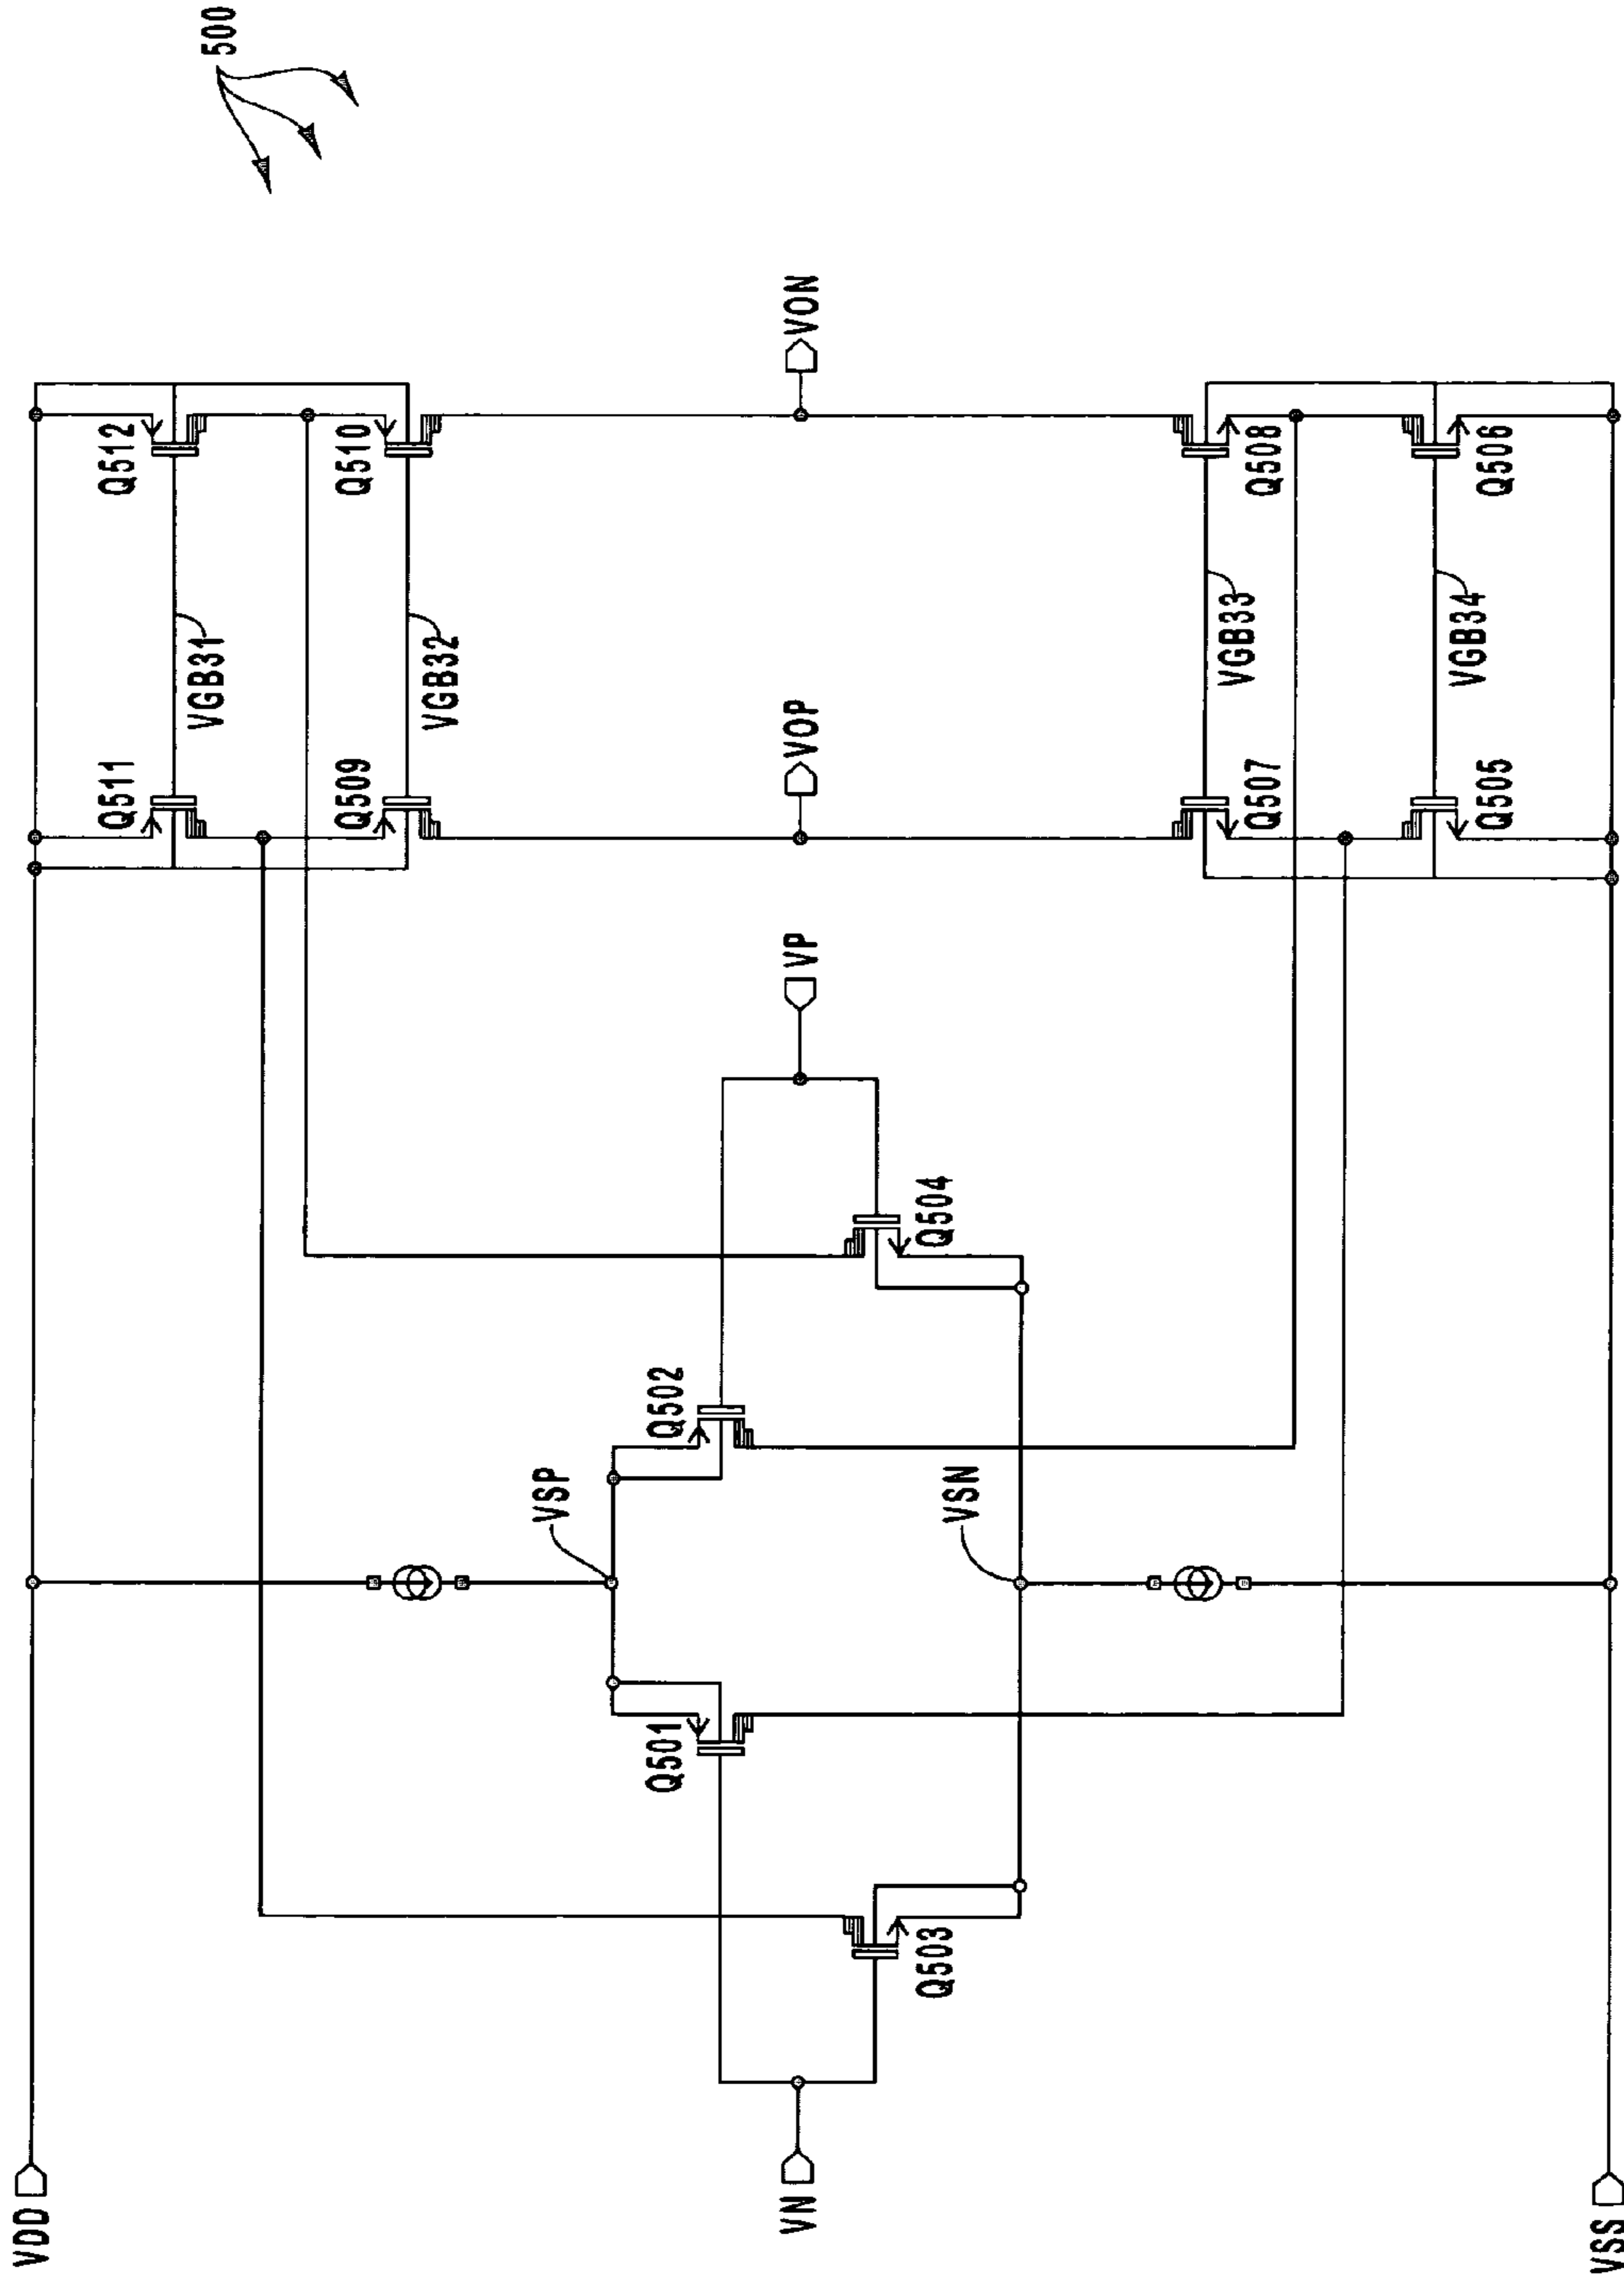 500
VDD
Q511
Q512
VGB31
Q509
Q510
VGB32
VSP
Q501
Q502
VN
VP
VOP
VON
Q503
Q504
VSN
Q507
Q508
VGB33
Q505
Q506
VGB34
VSS